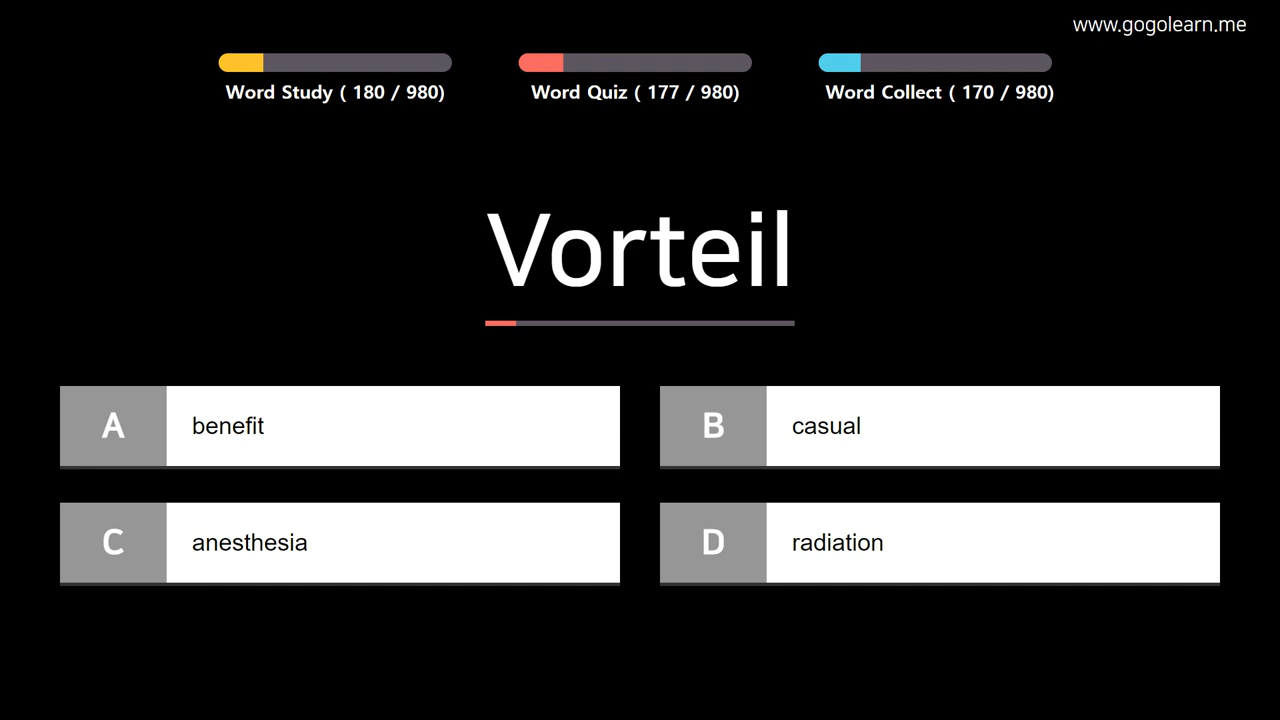 www.gogolearn.me
Word Study ( 180 / 980)
Word Quiz ( 177 / 980)
Word Collect ( 170 / 980)
Vorteil
A benefit
B casual
C anesthesia
D radiation